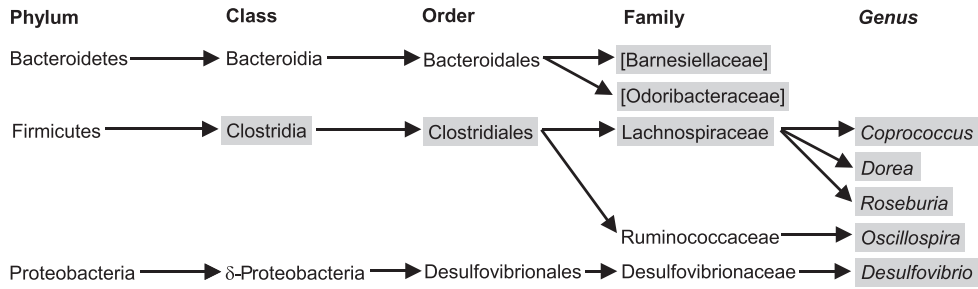 Phylum Class Order Family Genus
Bacteroidetes Bacteroidia Bacteroidales [Barnesiellaceae]
[Odoribacteraceae]
Firmicutes Clostridia Clostridiales Lachnospiraceae Coprococcus
Dorea
Roseburia
Ruminococcaceae Oscillospira
Proteobacteria δ-Proteobacteria Desulfovibrionales Desulfovibrionaceae Desulfovibrio